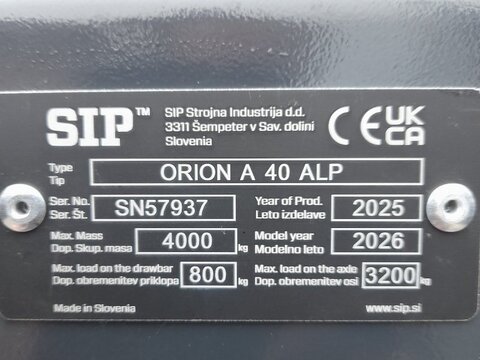 SIP™
SIP Strojna Industrija d.d.
3311 Šempeter v Sav. dolini
Slovenia
CE UK CA
Type
Tip
ORION A 40 ALP
Ser. No.
Ser. Št.
SN57937
Year of Prod.
Leto izdelave
2025
Max. Mass
Dop. Skup. masa
4000 kg
Model year
Modelno leto
2026
Max. load on the drawbar
Dop. obremenitev priklopa
800 kg
Max. load on the axle
Dop. obremenitev osi
3200 kg
Made in Slovenia
www.sip.si